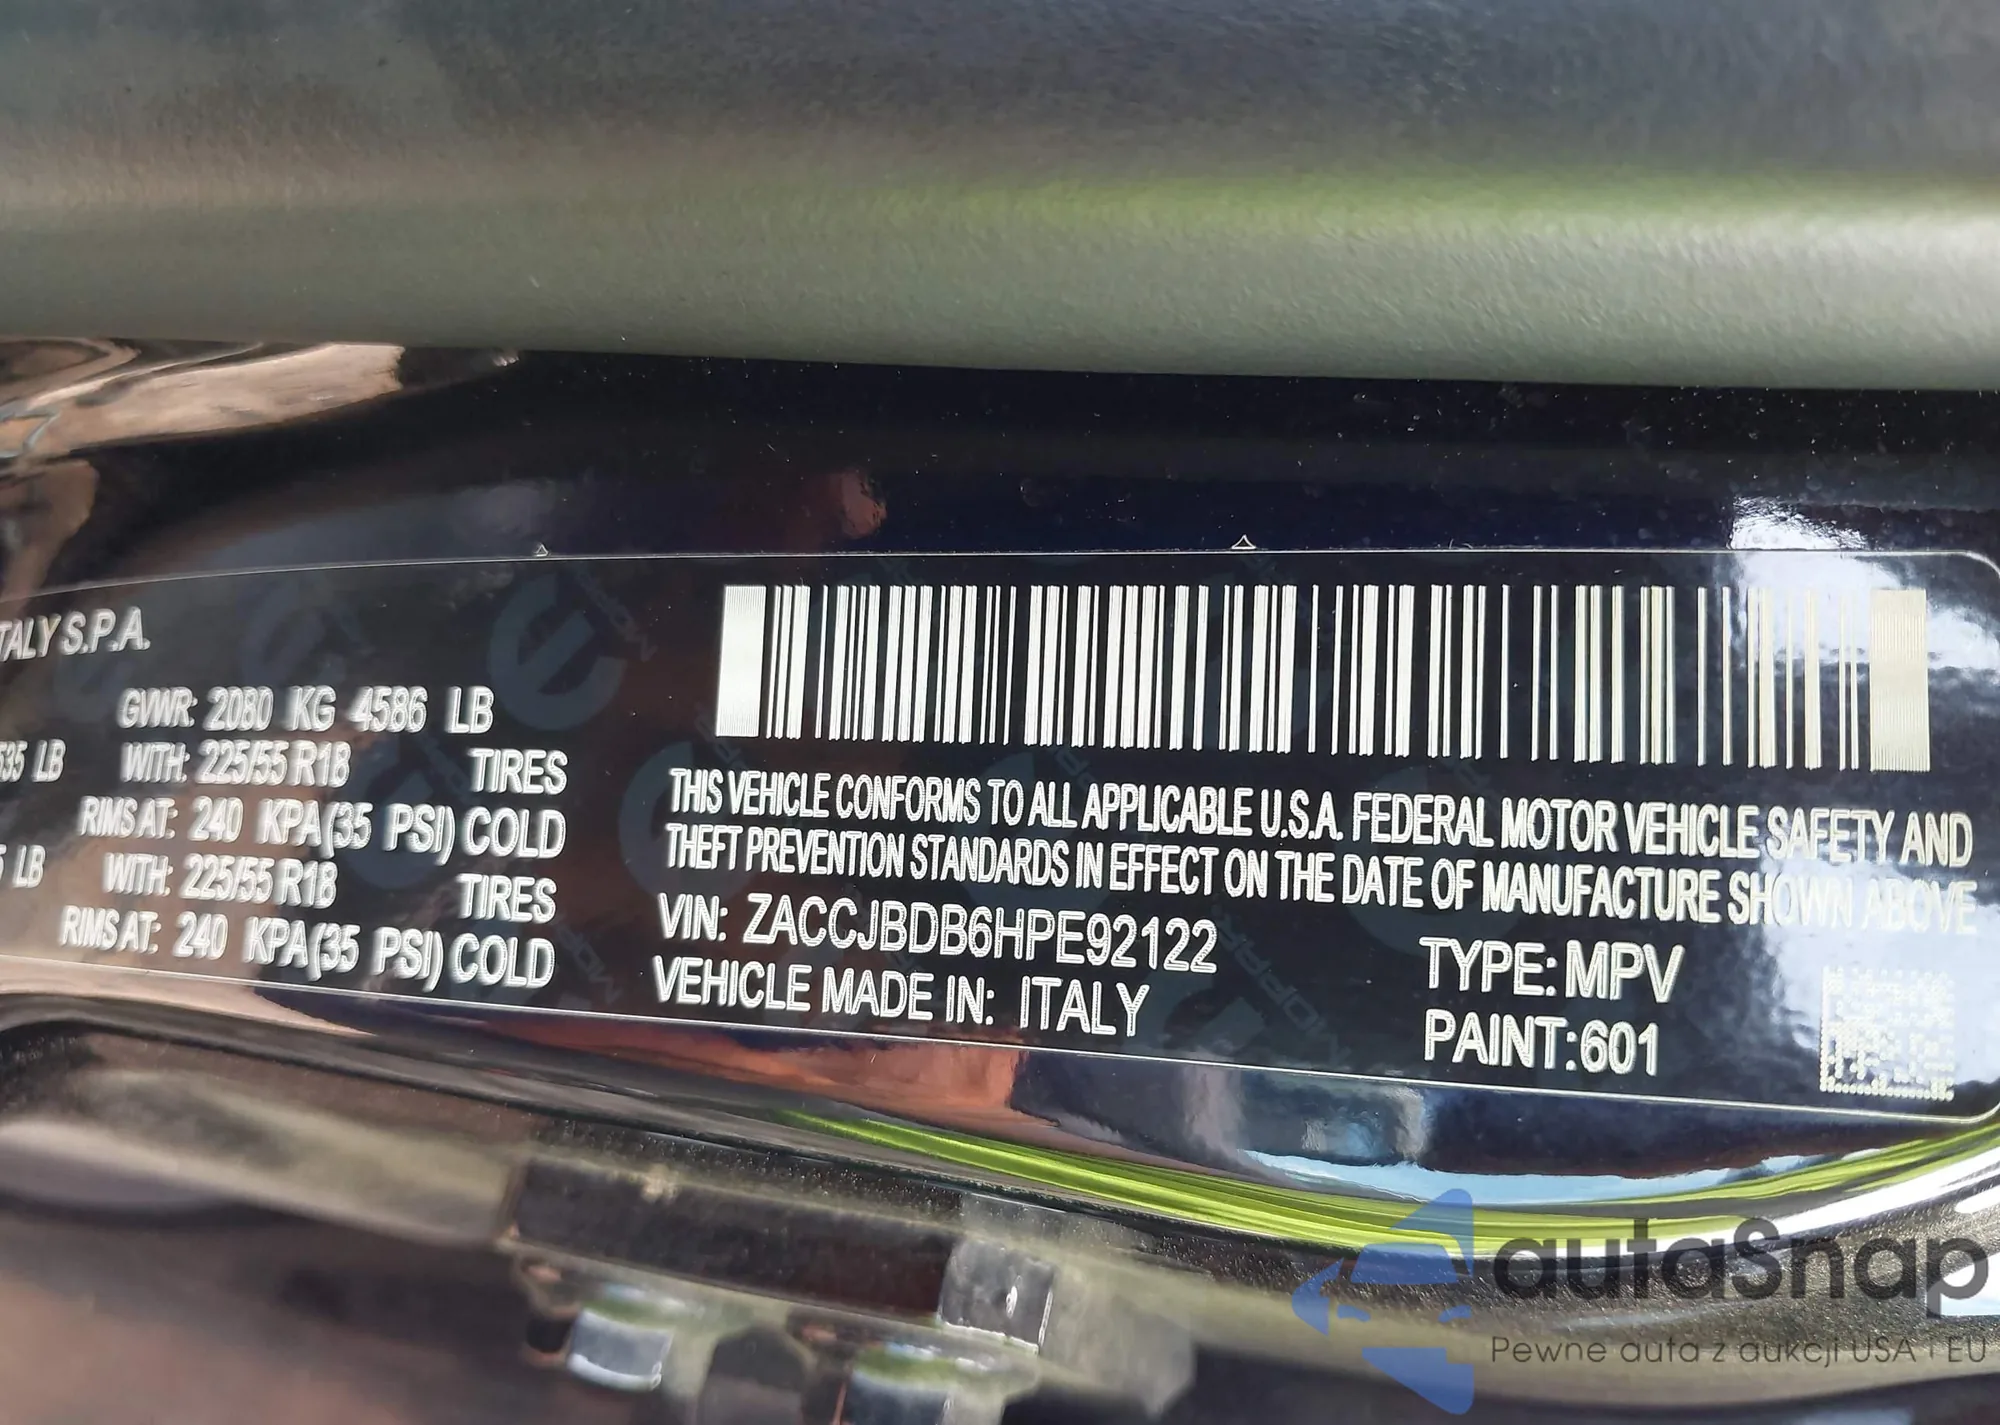 ITALY S.P.A.
GVWR: 2080 KG 4586 LB
LB WITH: 225/55 R18 TIRES
RIMS AT: 240 KPA(35 PSI) COLD
LB WITH: 225/55 R18 TIRES
RIMS AT: 240 KPA(35 PSI) COLD
THIS VEHICLE CONFORMS TO ALL APPLICABLE U.S.A. FEDERAL MOTOR VEHICLE SAFETY AND
THEFT PREVENTION STANDARDS IN EFFECT ON THE DATE OF MANUFACTURE SHOWN ABOVE
VIN: ZACCJBDB6HPE92122 TYPE: MPV
VEHICLE MADE IN: ITALY PAINT:601
autaSnap
Pewne auta z aukcji USA i EU